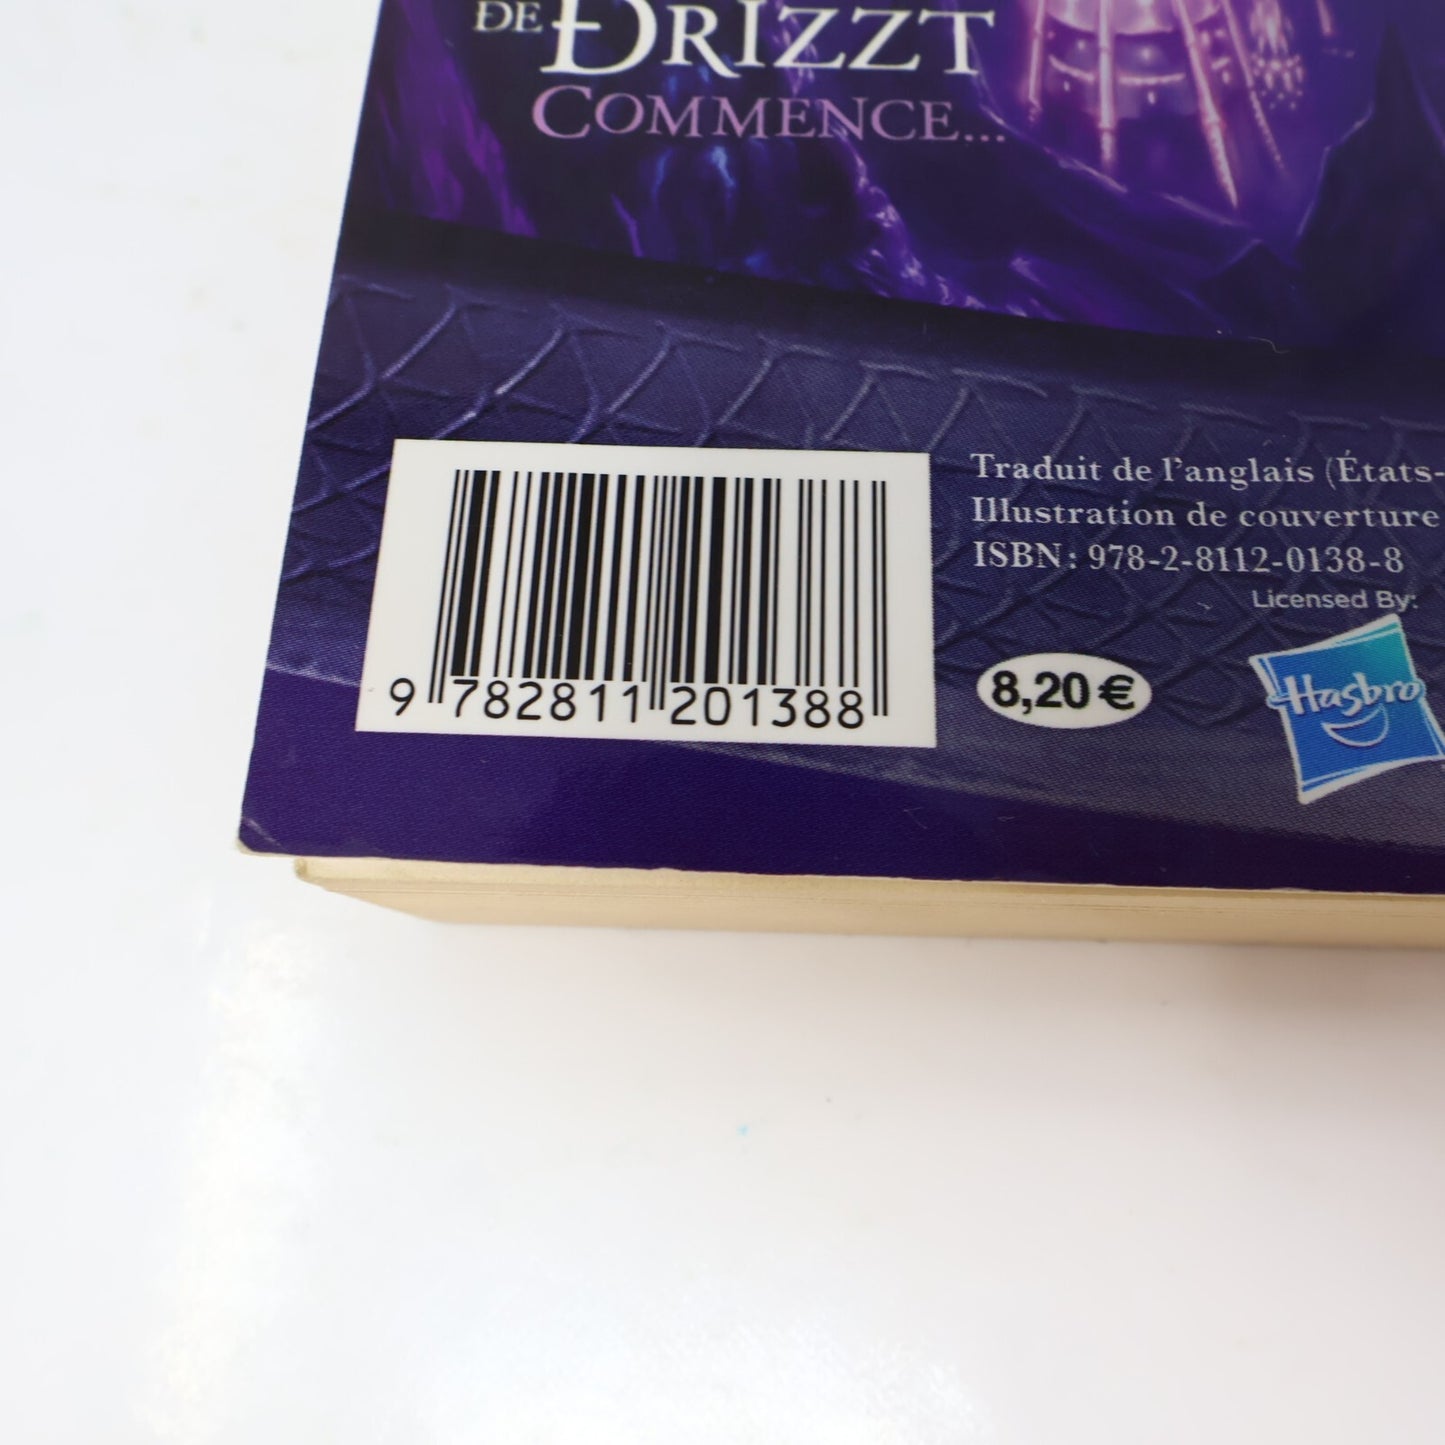 DE DRIZZT
COMMENCE...
Traduit de l'anglais (États-
Illustration de couverture
ISBN : 978-2-8112-0138-8
Licensed By:
Hasbro
8,20 €
9 782811 201388